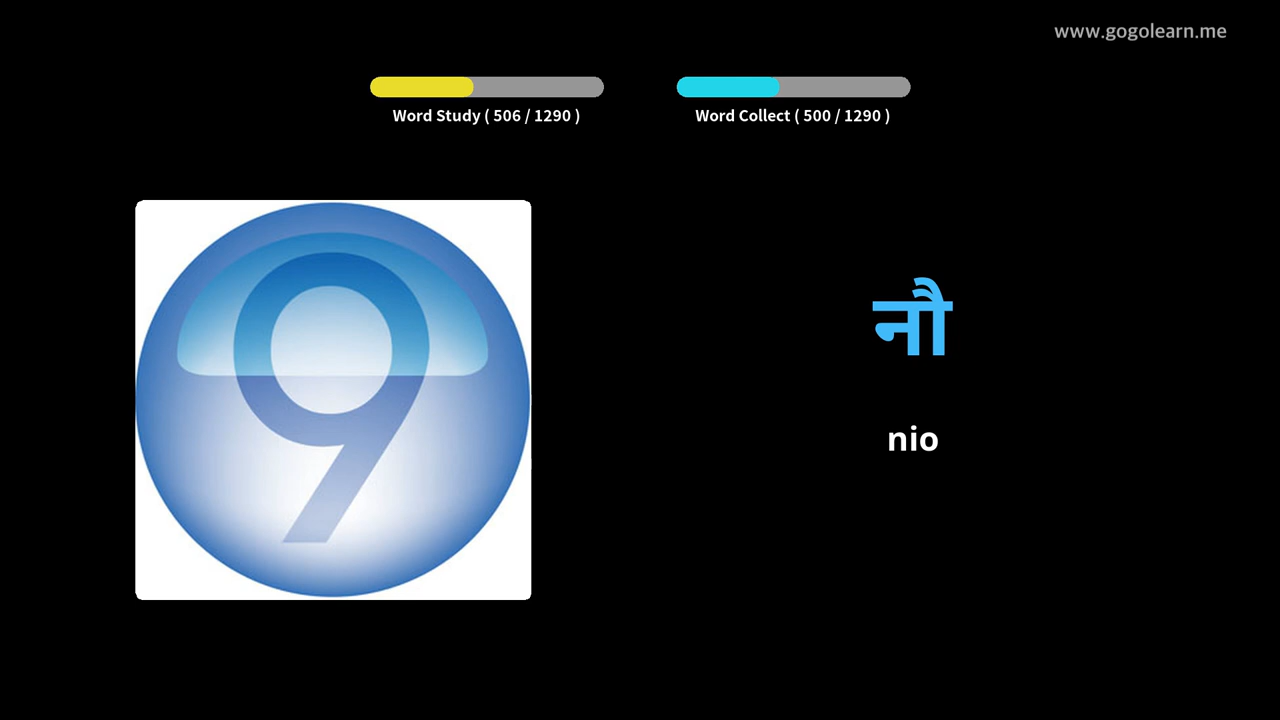 www.gogolearn.me
Word Study ( 506 / 1290 )
Word Collect ( 500 / 1290 )
9
नौ
nio